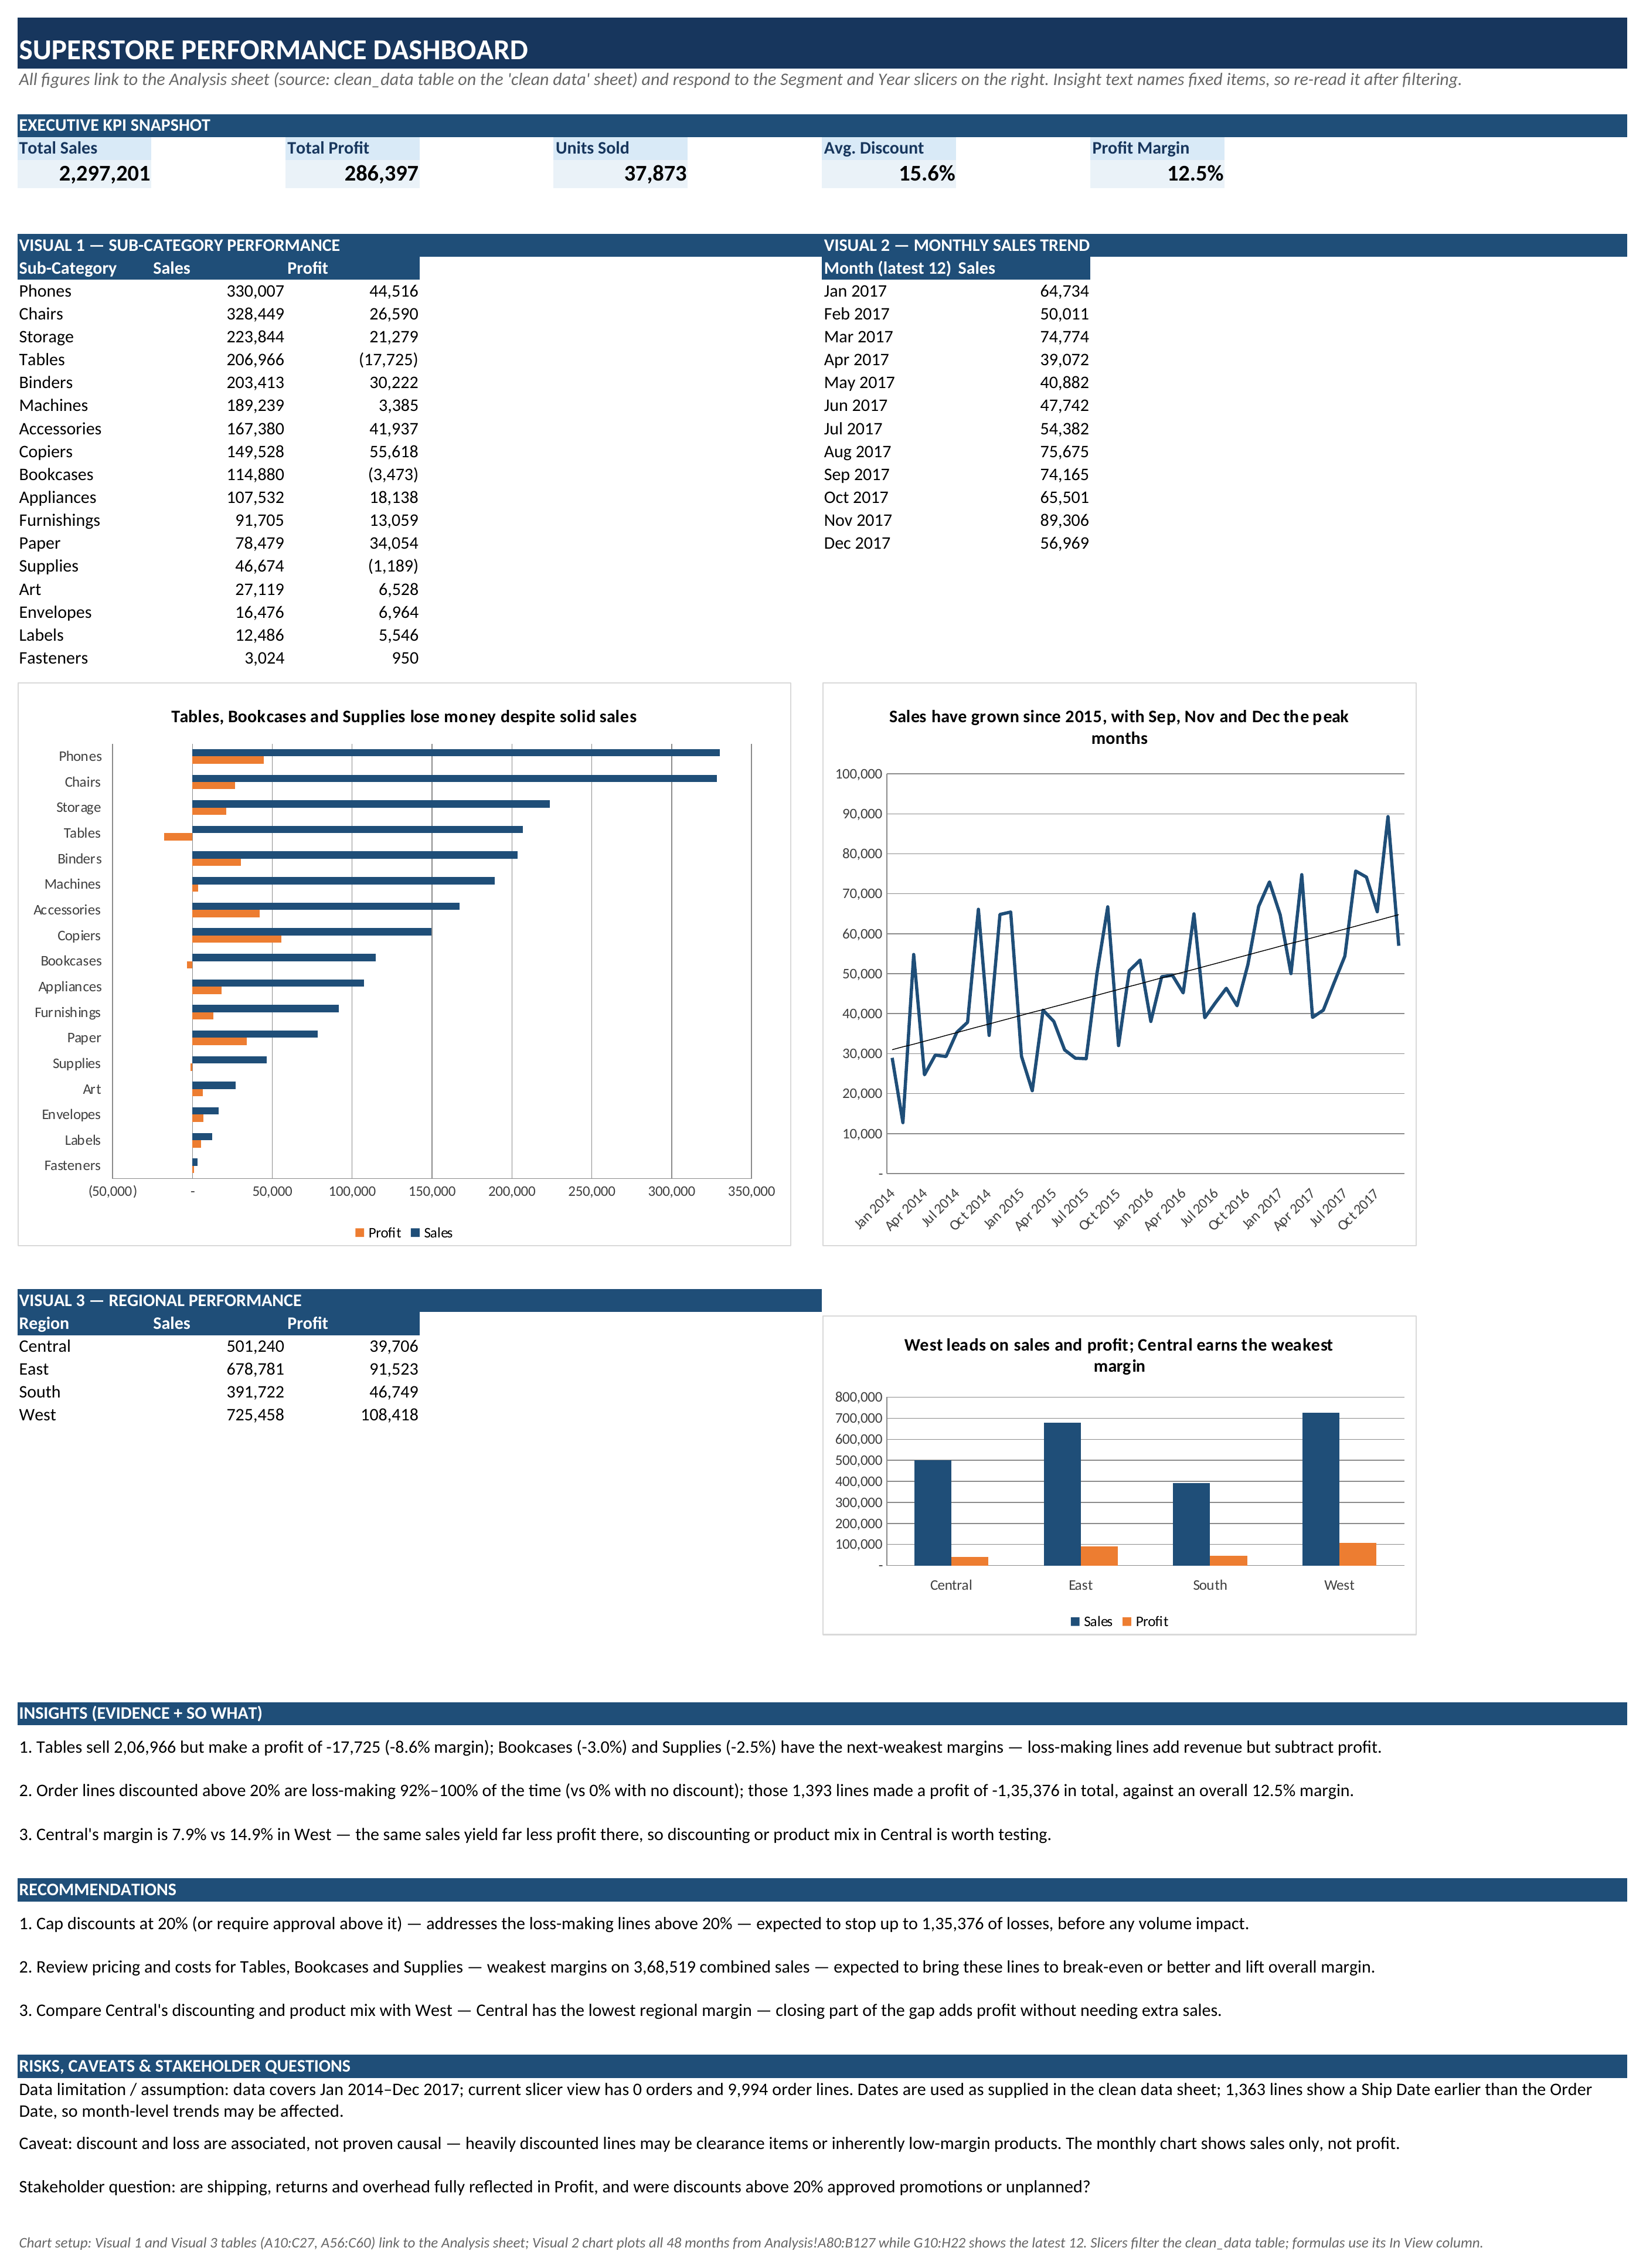 SUPERSTORE PERFORMANCE DASHBOARD
All figures link to the Analysis sheet (source: clean_data table on the 'clean data' sheet) and respond to the Segment and Year slicers on the right. Insight text names fixed items, so re-read it after filtering.
EXECUTIVE KPI SNAPSHOT
Total Sales Total Profit Units Sold Avg. Discount Profit Margin
2,297,201 286,397 37,873 15.6% 12.5%
VISUAL 1 — SUB-CATEGORY PERFORMANCE
Sub-Category Sales Profit
Phones 330,007 44,516
Chairs 328,449 26,590
Storage 223,844 21,279
Tables 206,966 (17,725)
Binders 203,413 30,222
Machines 189,239 3,385
Accessories 167,380 41,937
Copiers 149,528 55,618
Bookcases 114,880 (3,473)
Appliances 107,532 18,138
Furnishings 91,705 13,059
Paper 78,479 34,054
Supplies 46,674 (1,189)
Art 27,119 6,528
Envelopes 16,476 6,964
Labels 12,486 5,546
Fasteners 3,024 950
VISUAL 2 — MONTHLY SALES TREND
Month (latest 12) Sales
Jan 2017 64,734
Feb 2017 50,011
Mar 2017 74,774
Apr 2017 39,072
May 2017 40,882
Jun 2017 47,742
Jul 2017 54,382
Aug 2017 75,675
Sep 2017 74,165
Oct 2017 65,501
Nov 2017 89,306
Dec 2017 56,969
Tables, Bookcases and Supplies lose money despite solid sales
Phones
Chairs
Storage
Tables
Binders
Machines
Accessories
Copiers
Bookcases
Appliances
Furnishings
Paper
Supplies
Art
Envelopes
Labels
Fasteners
(50,000) - 50,000 100,000 150,000 200,000 250,000 300,000 350,000
Profit Sales
Sales have grown since 2015, with Sep, Nov and Dec the peak
months
100,000
90,000
80,000
70,000
60,000
50,000
40,000
30,000
20,000
10,000
-
Jan 2014 Apr 2014 Jul 2014 Oct 2014 Jan 2015 Apr 2015 Jul 2015 Oct 2015 Jan 2016 Apr 2016 Jul 2016 Oct 2016 Jan 2017 Apr 2017 Jul 2017 Oct 2017
VISUAL 3 — REGIONAL PERFORMANCE
Region Sales Profit
Central 501,240 39,706
East 678,781 91,523
South 391,722 46,749
West 725,458 108,418
West leads on sales and profit; Central earns the weakest
margin
800,000
700,000
600,000
500,000
400,000
300,000
200,000
100,000
-
Central East South West
Sales Profit
INSIGHTS (EVIDENCE + SO WHAT)
1. Tables sell 2,06,966 but make a profit of -17,725 (-8.6% margin); Bookcases (-3.0%) and Supplies (-2.5%) have the next-weakest margins — loss-making lines add revenue but subtract profit.
2. Order lines discounted above 20% are loss-making 92%–100% of the time (vs 0% with no discount); those 1,393 lines made a profit of -1,35,376 in total, against an overall 12.5% margin.
3. Central's margin is 7.9% vs 14.9% in West — the same sales yield far less profit there, so discounting or product mix in Central is worth testing.
RECOMMENDATIONS
1. Cap discounts at 20% (or require approval above it) — addresses the loss-making lines above 20% — expected to stop up to 1,35,376 of losses, before any volume impact.
2. Review pricing and costs for Tables, Bookcases and Supplies — weakest margins on 3,68,519 combined sales — expected to bring these lines to break-even or better and lift overall margin.
3. Compare Central's discounting and product mix with West — Central has the lowest regional margin — closing part of the gap adds profit without needing extra sales.
RISKS, CAVEATS & STAKEHOLDER QUESTIONS
Data limitation / assumption: data covers Jan 2014–Dec 2017; current slicer view has 0 orders and 9,994 order lines. Dates are used as supplied in the clean data sheet; 1,363 lines show a Ship Date earlier than the Order
Date, so month-level trends may be affected.
Caveat: discount and loss are associated, not proven causal — heavily discounted lines may be clearance items or inherently low-margin products. The monthly chart shows sales only, not profit.
Stakeholder question: are shipping, returns and overhead fully reflected in Profit, and were discounts above 20% approved promotions or unplanned?
Chart setup: Visual 1 and Visual 3 tables (A10:C27, A56:C60) link to the Analysis sheet; Visual 2 chart plots all 48 months from Analysis!A80:B127 while G10:H22 shows the latest 12. Slicers filter the clean_data table; formulas use its In View column.